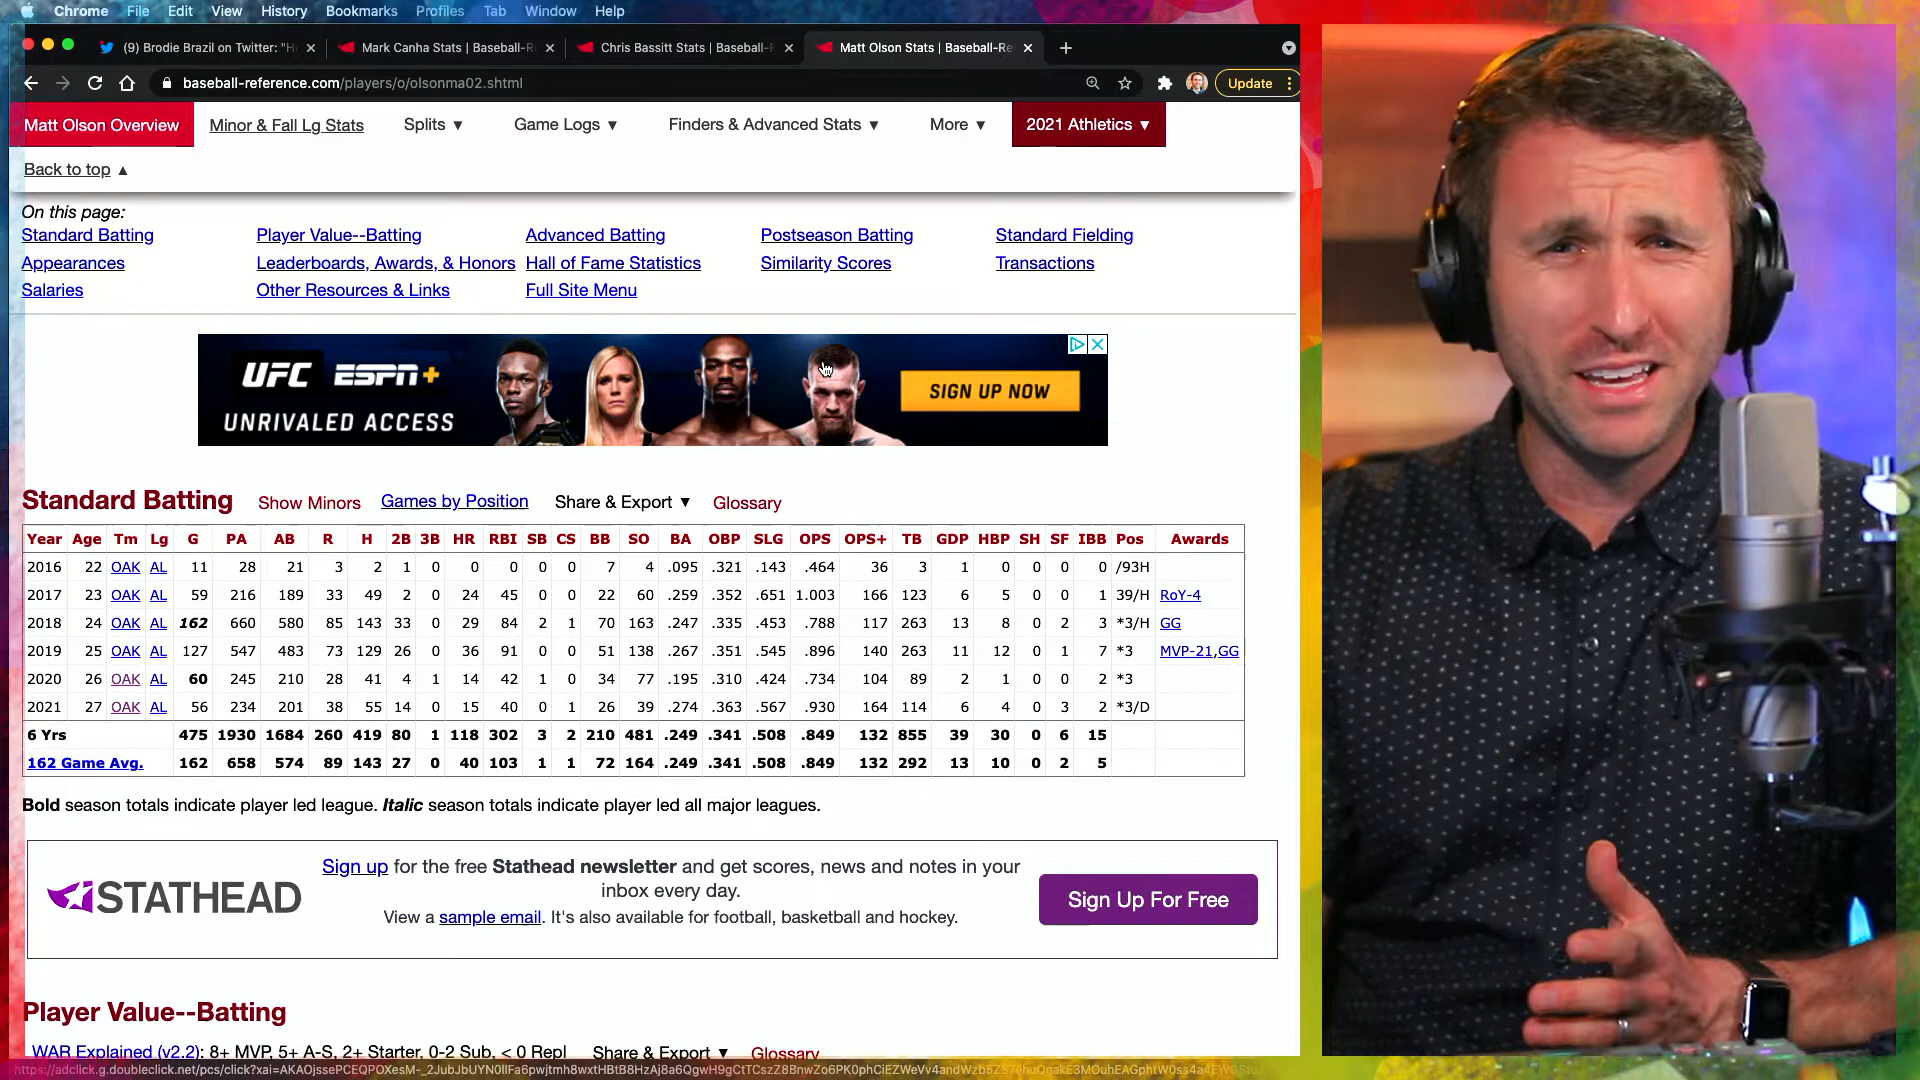 Chrome File Edit View History Bookmarks Profiles Tab Window Help
(9) Brodie Brazil on Twitter: "H Mark Canha Stats | Baseball-R Chris Bassitt Stats | Baseball-R Matt Olson Stats | Baseball-Re
baseball-reference.com/players/o/olsonma02.shtml Update
Matt Olson Overview Minor & Fall Lg Stats Splits ▼ Game Logs ▼ Finders & Advanced Stats ▼ More ▼ 2021 Athletics ▼
Back to top ▲
On this page:
Standard Batting Player Value--Batting Advanced Batting Postseason Batting Standard Fielding
Appearances Leaderboards, Awards, & Honors Hall of Fame Statistics Similarity Scores Transactions
Salaries Other Resources & Links Full Site Menu
UFC ESPN+
UNRIVALED ACCESS
SIGN UP NOW
Standard Batting Show Minors Games by Position Share & Export ▼ Glossary
Year Age Tm Lg G PA AB R H 2B 3B HR RBI SB CS BB SO BA OBP SLG OPS OPS+ TB GDP HBP SH SF IBB Pos Awards
2016 22 OAK AL 11 28 21 3 2 1 0 0 0 0 0 7 4 .095 .321 .143 .464 36 3 1 0 0 0 0 /93H
2017 23 OAK AL 59 216 189 33 49 2 0 24 45 0 0 22 60 .259 .352 .651 1.003 166 123 6 5 0 0 1 39/H RoY-4
2018 24 OAK AL 162 660 580 85 143 33 0 29 84 2 1 70 163 .247 .335 .453 .788 117 263 13 8 0 2 3 *3/H GG
2019 25 OAK AL 127 547 483 73 129 26 0 36 91 0 0 51 138 .267 .351 .545 .896 140 263 11 12 0 1 7 *3 MVP-21,GG
2020 26 OAK AL 60 245 210 28 41 4 1 14 42 1 0 34 77 .195 .310 .424 .734 104 89 2 1 0 0 2 *3
2021 27 OAK AL 56 234 201 38 55 14 0 15 40 0 1 26 39 .274 .363 .567 .930 164 114 6 4 0 3 2 *3/D
6 Yrs 475 1930 1684 260 419 80 1 118 302 3 2 210 481 .249 .341 .508 .849 132 855 39 30 0 6 15
162 Game Avg. 162 658 574 89 143 27 0 40 103 1 1 72 164 .249 .341 .508 .849 132 292 13 10 0 2 5
Bold season totals indicate player led league. Italic season totals indicate player led all major leagues.
STATHEAD
Sign up for the free Stathead newsletter and get scores, news and notes in your
inbox every day.
View a sample email. It's also available for football, basketball and hockey.
Sign Up For Free
Player Value--Batting
WAR Explained (v2.2): 8+ MVP, 5+ A-S, 2+ Starter, 0-2 Sub, < 0 Repl Share & Export ▼ Glossary